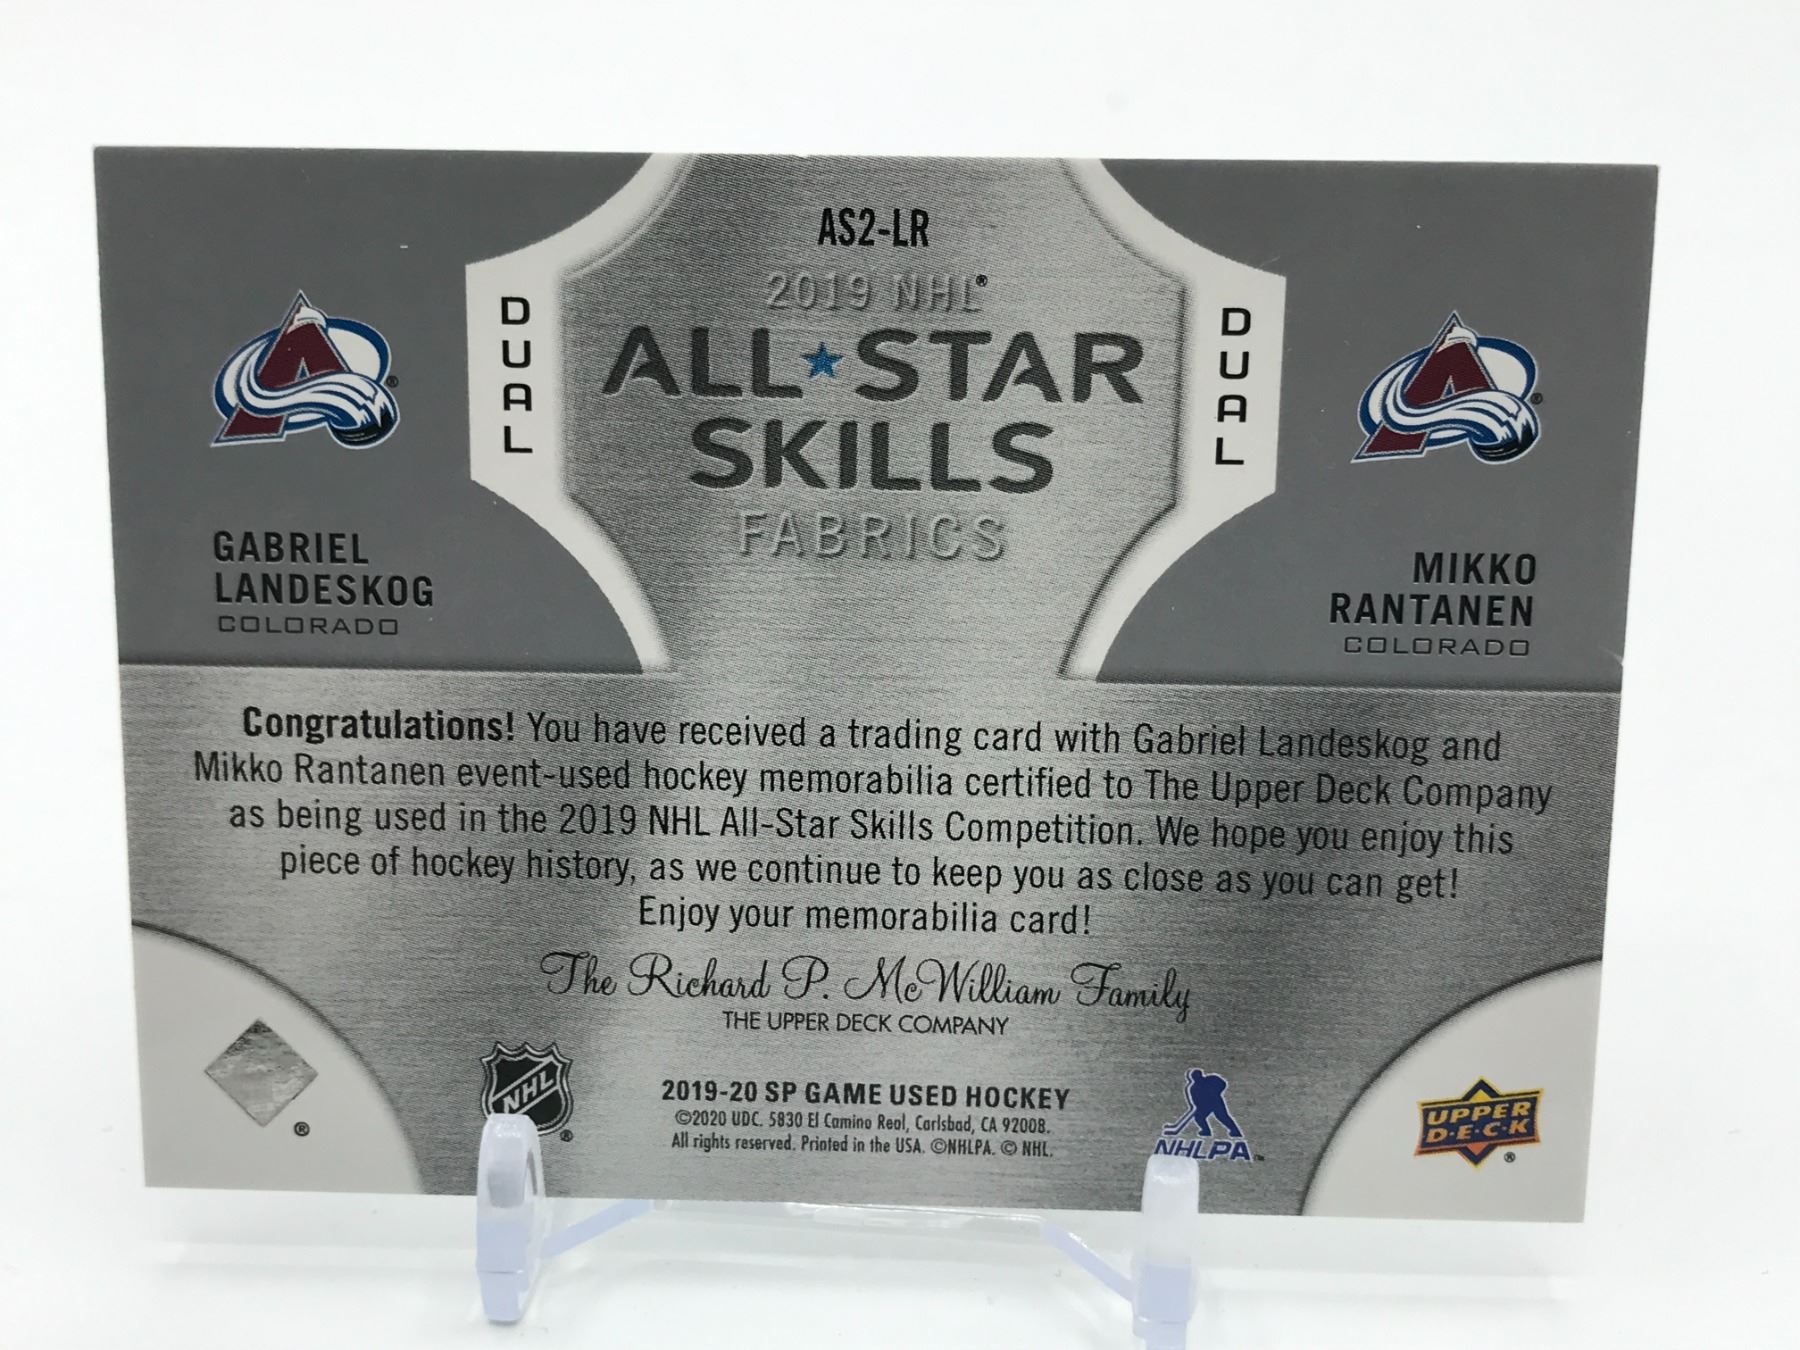 AS2-LR
2019 NHL®
ALL★STAR
SKILLS
FABRICS
DUAL
DUAL
GABRIEL
LANDESKOG
COLORADO
MIKKO
RANTANEN
COLORADO
Congratulations! You have received a trading card with Gabriel Landeskog and
Mikko Rantanen event-used hockey memorabilia certified to The Upper Deck Company
as being used in the 2019 NHL All-Star Skills Competition. We hope you enjoy this
piece of hockey history, as we continue to keep you as close as you can get!
Enjoy your memorabilia card!
The Richard P. McWilliam Family
THE UPPER DECK COMPANY
2019-20 SP GAME USED HOCKEY
©2020 UDC. 5830 El Camino Real, Carlsbad, CA 92008.
All rights reserved. Printed in the USA. ©NHLPA. © NHL.
NHL ®
NHLPA™
UPPER
D·E·C·K ®
®